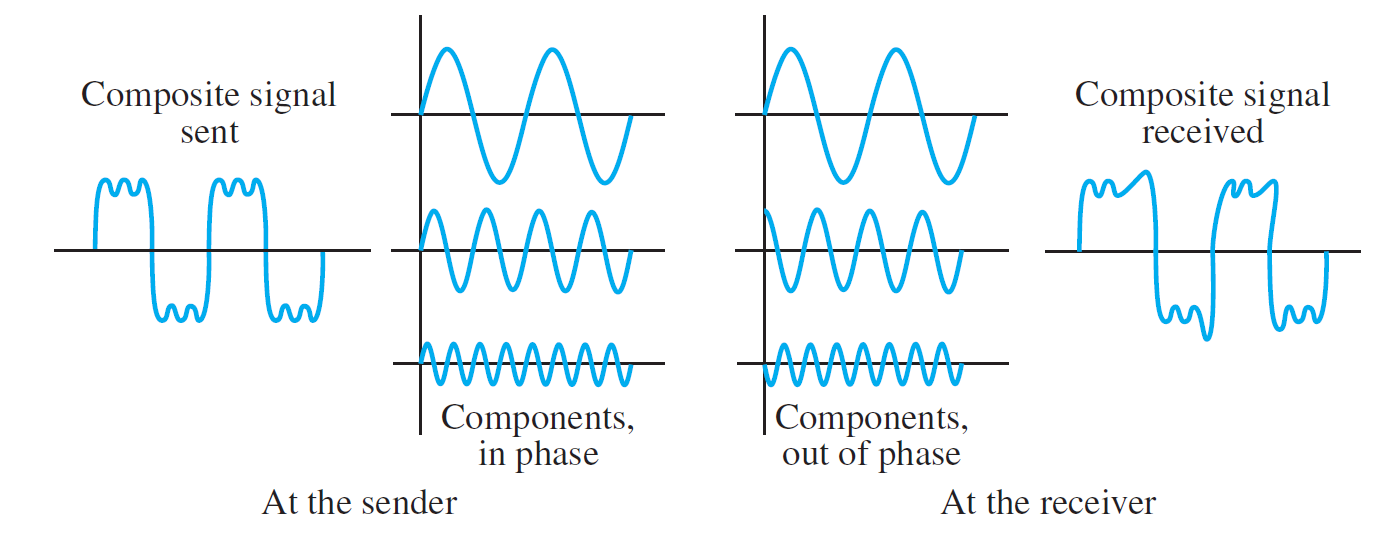 Composite signal
sent
Composite signal
received
Components,
in phase
Components,
out of phase
At the sender
At the receiver